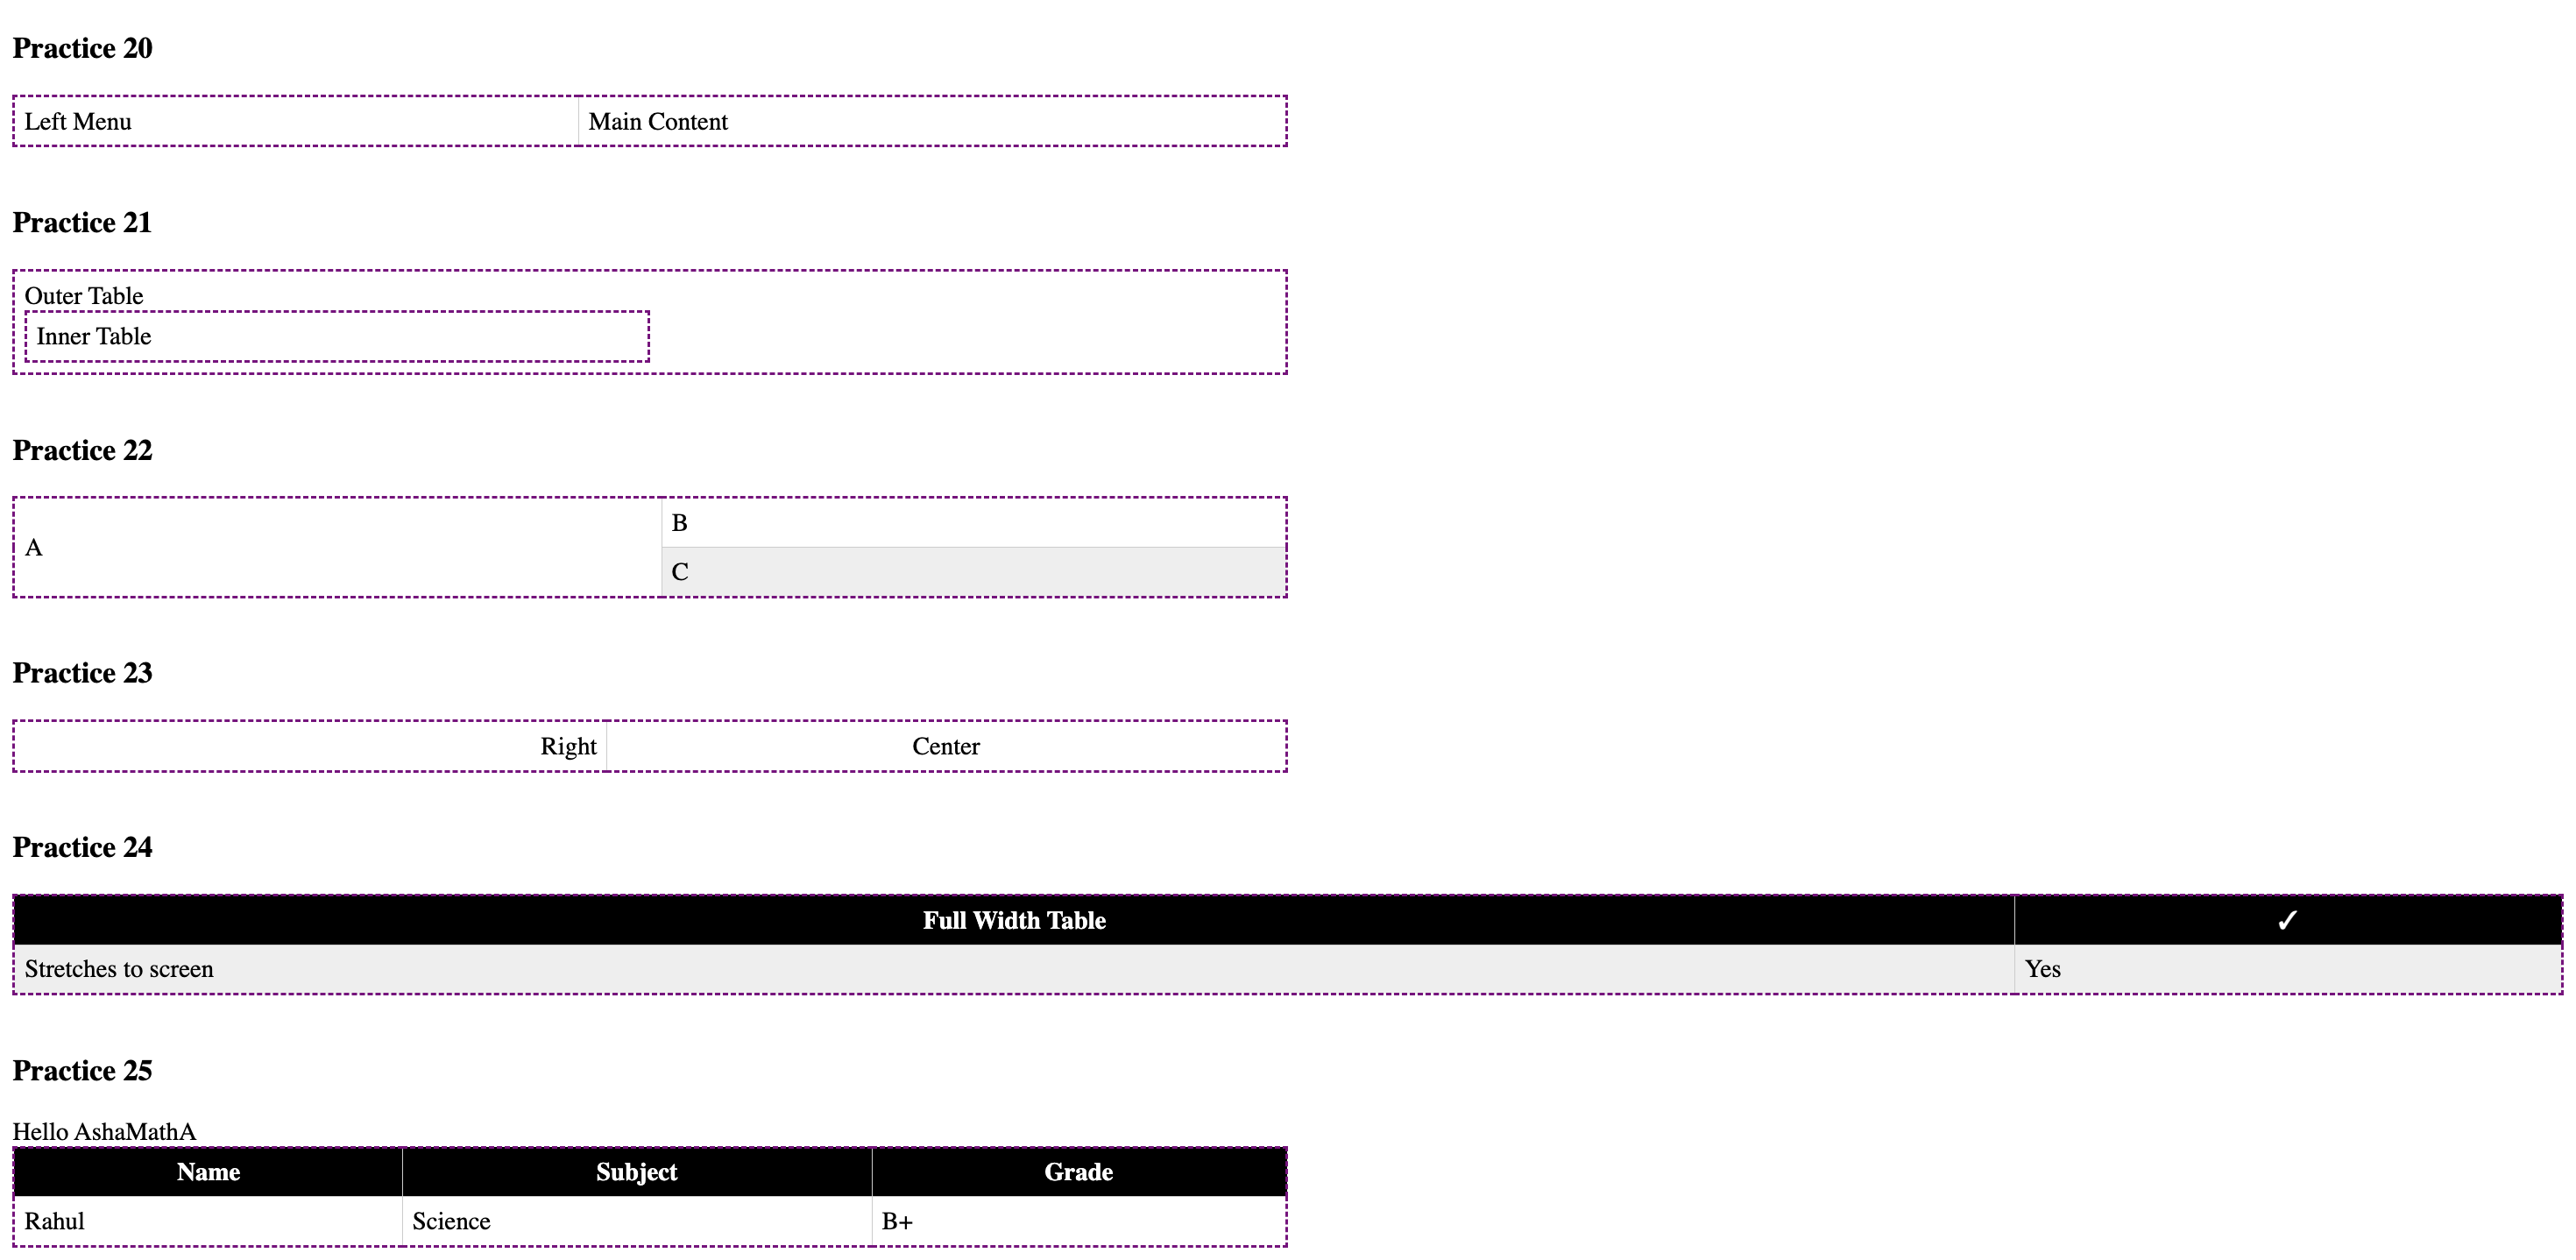 Practice 20
Left Menu Main Content
Practice 21
Outer Table
Inner Table
Practice 22
A
B
C
Practice 23
Right Center
Practice 24
Full Width Table ✓
Stretches to screen Yes
Practice 25
Hello AshaMathA
Name Subject Grade
Rahul Science B+